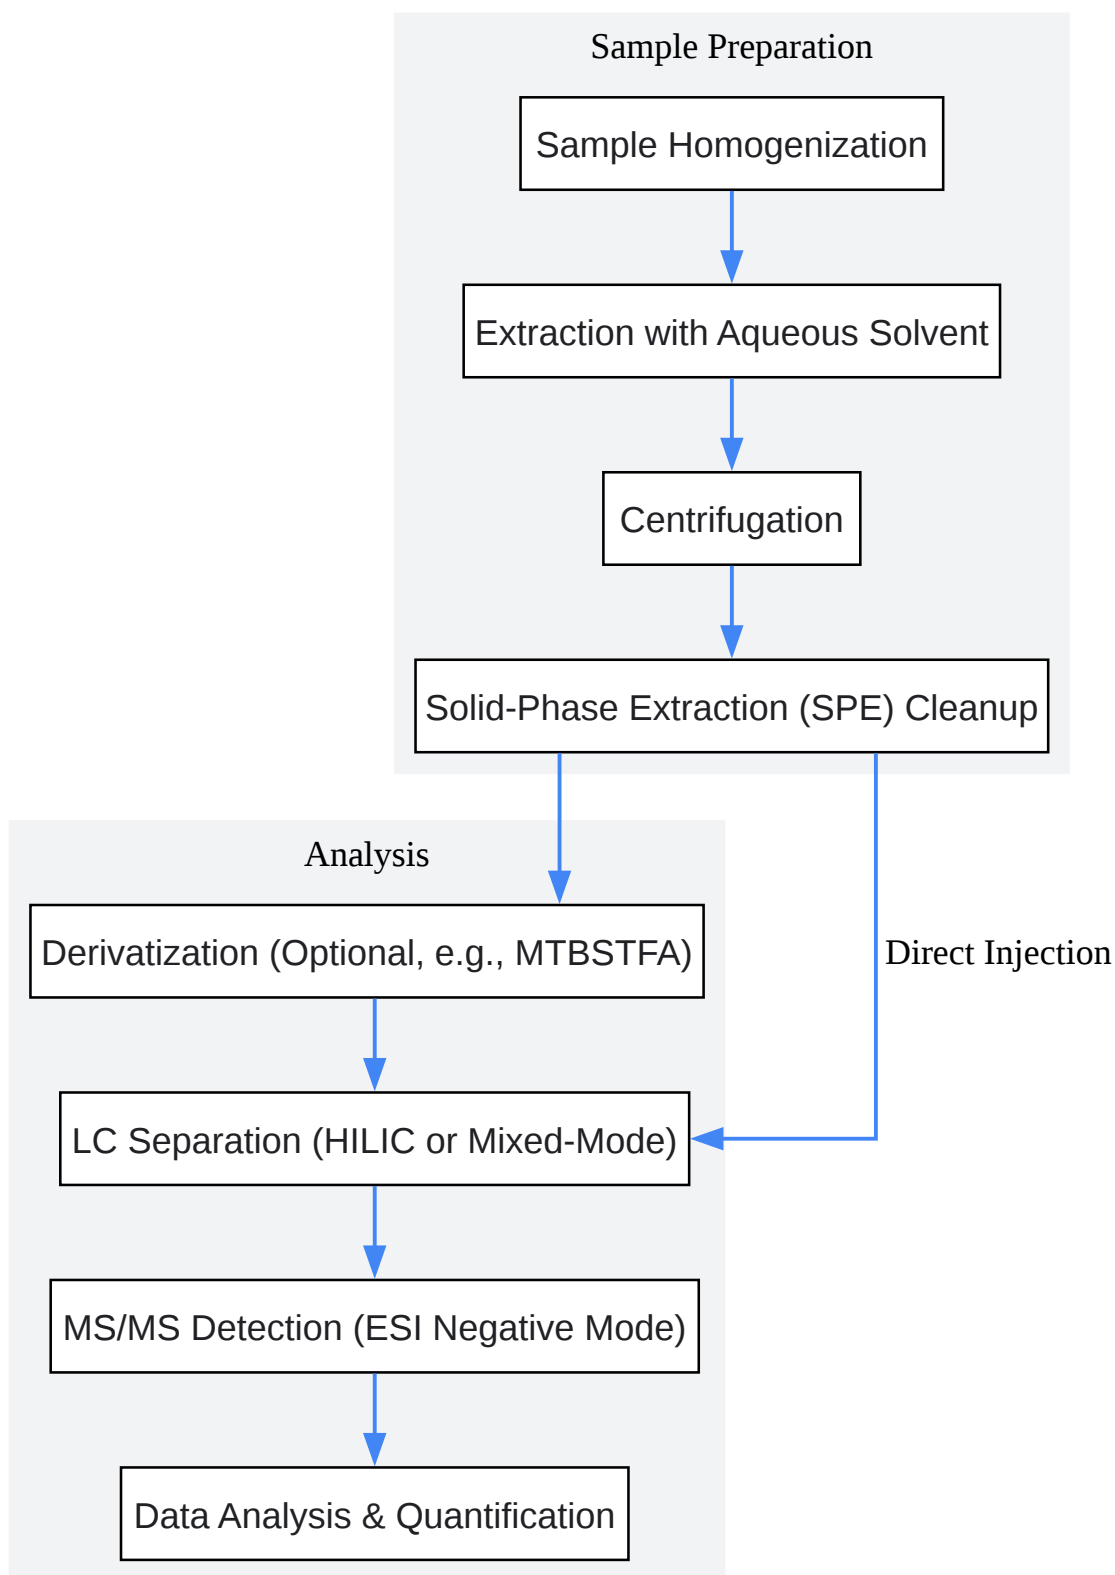 Sample Preparation
Sample Homogenization
Extraction with Aqueous Solvent
Centrifugation
Solid-Phase Extraction (SPE) Cleanup
Analysis
Derivatization (Optional, e.g., MTBSTFA)
Direct Injection
LC Separation (HILIC or Mixed-Mode)
MS/MS Detection (ESI Negative Mode)
Data Analysis & Quantification